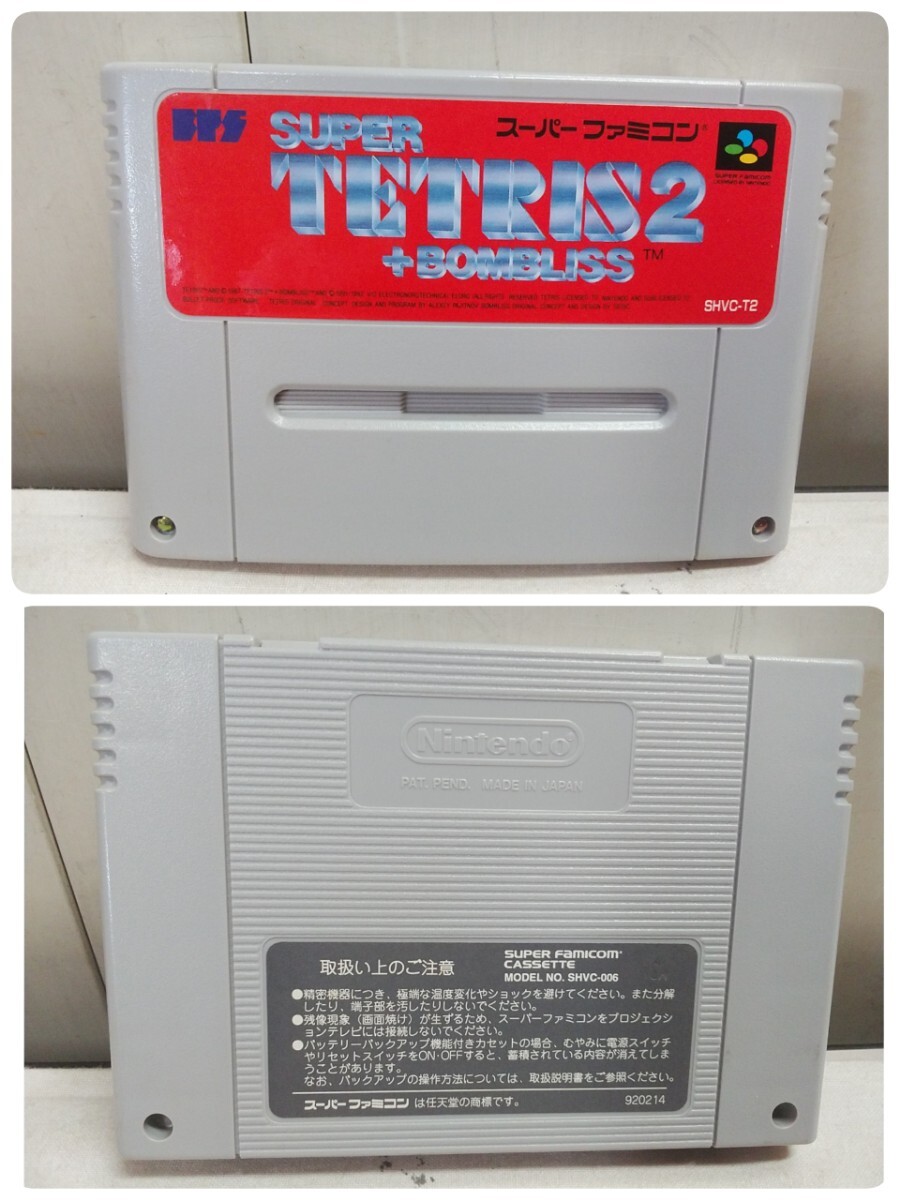 BPS
SUPER
TETRIS 2
+BOMBLISS™
スーパーファミコン®
SUPER FAMICOM
SHVC-T2
Nintendo
PAT. PEND. MADE IN JAPAN
取扱い上のご注意
SUPER FAMICOM
CASSETTE
MODEL NO. SHVC-006
●精密機器につき、極端な温度変化やショックを避けてください。また分解
したり、端子部を汚したりしないでください。
●残像現象（画面焼け）が生ずるため、スーパーファミコンをプロジェクシ
ョンテレビには接続しないでください。
●バッテリーバックアップ機能付きカセットの場合、むやみに電源スイッチ
やリセットスイッチをON・OFFすると、蓄積されている内容が消えてしま
うことがあります。
なお、バックアップの操作方法については、取扱説明書をご参照ください。
スーパーファミコンは任天堂の商標です。
920214